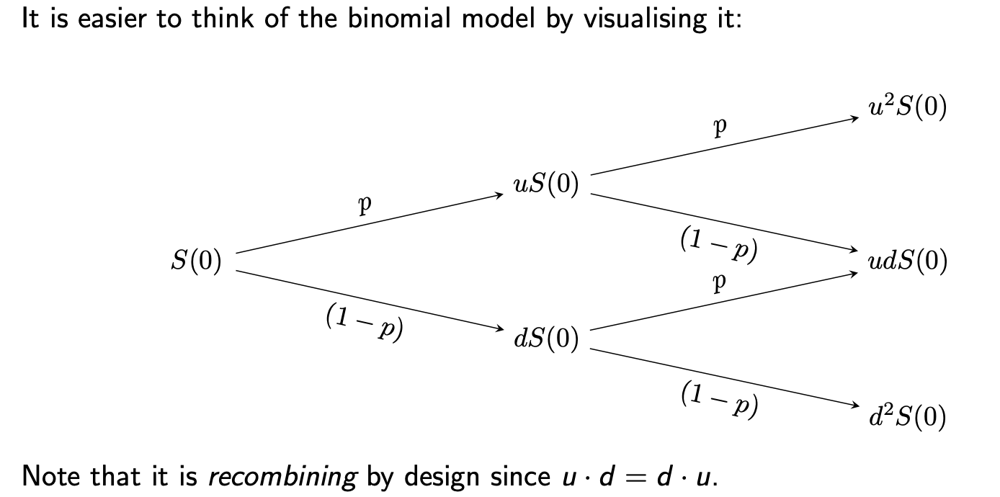 It is easier to think of the binomial model by visualising it:
u²S(0)
p
uS(0)
p
(1 − p)
S(0)
udS(0)
p
(1 − p)
dS(0)
(1 − p)
d²S(0)
Note that it is recombining by design since u · d = d · u.